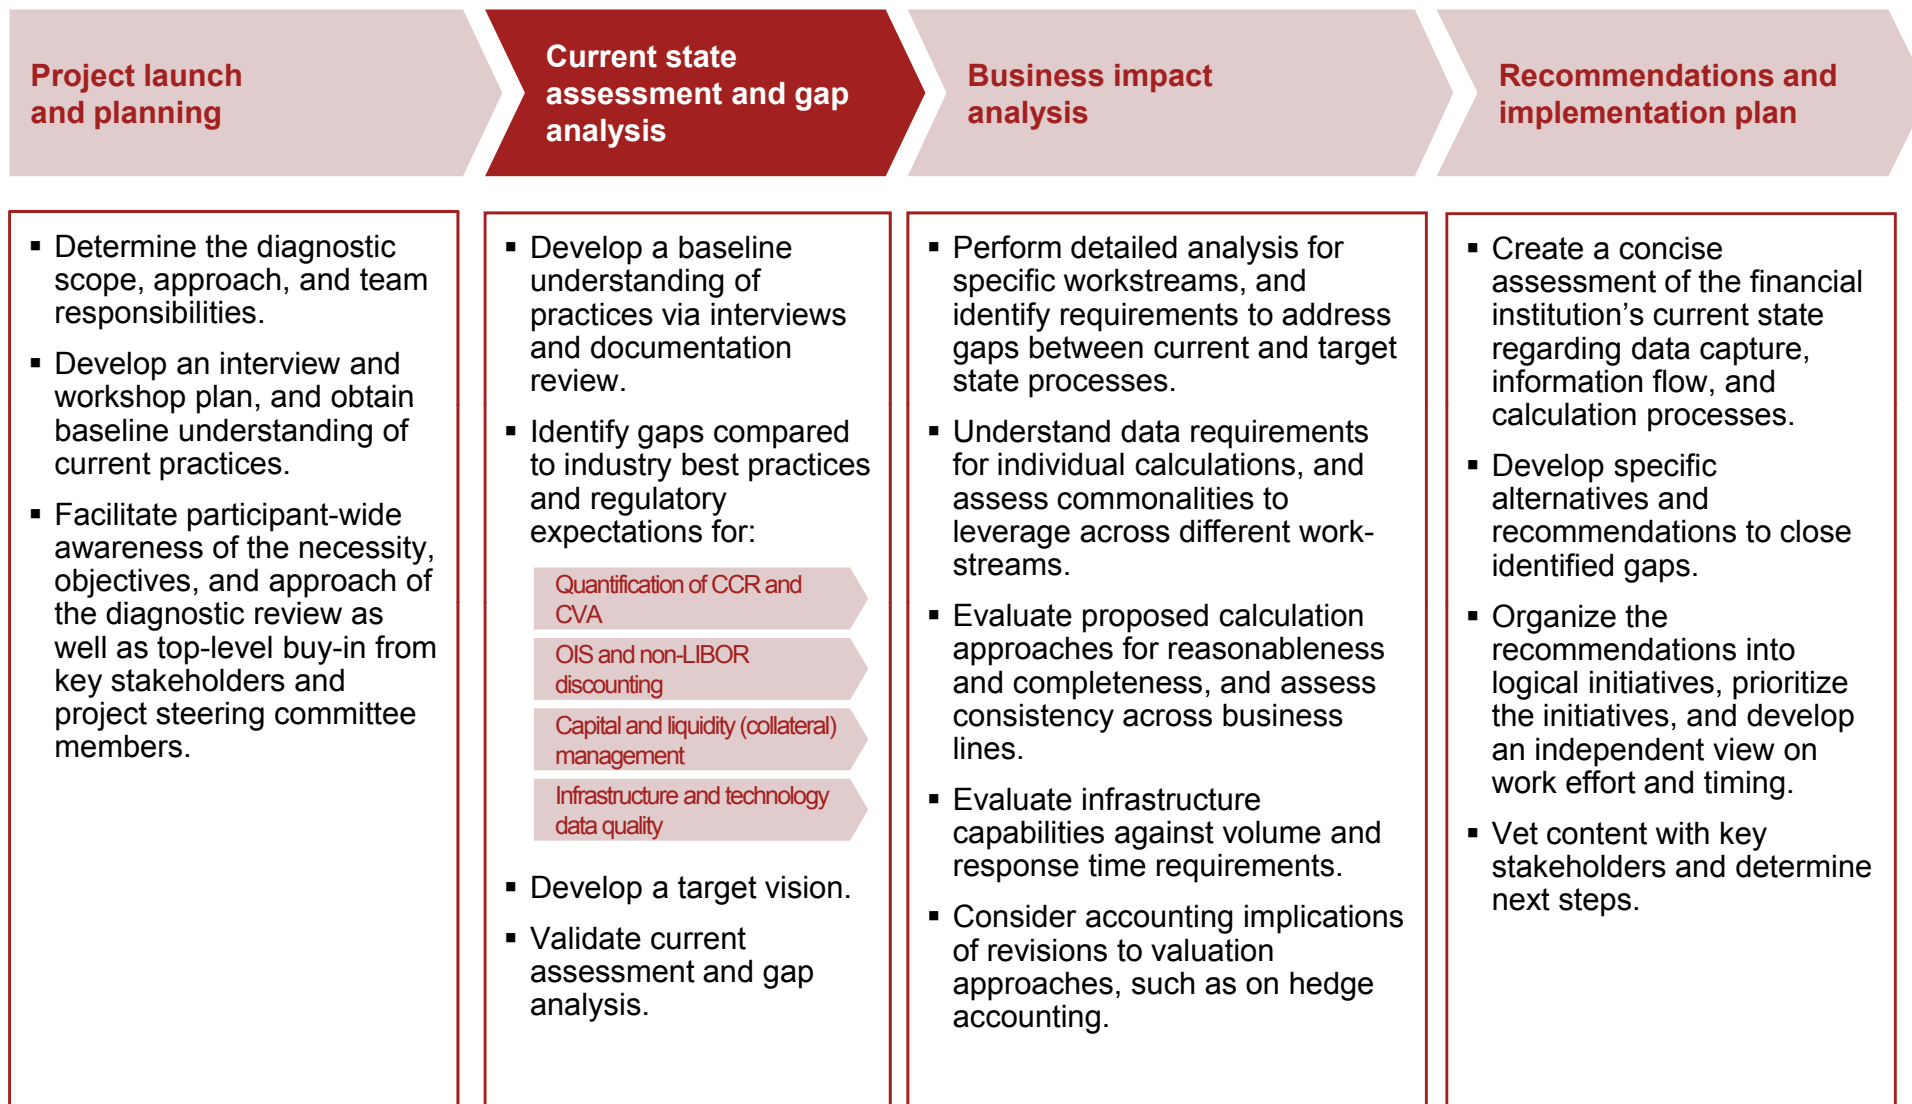 Project launch
and planning
Current state
assessment and gap
analysis
Business impact
analysis
Recommendations and
implementation plan
▪ Determine the diagnostic
scope, approach, and team
responsibilities.
▪ Develop an interview and
workshop plan, and obtain
baseline understanding of
current practices.
▪ Facilitate participant-wide
awareness of the necessity,
objectives, and approach of
the diagnostic review as
well as top-level buy-in from
key stakeholders and
project steering committee
members.
▪ Develop a baseline
understanding of
practices via interviews
and documentation
review.
▪ Identify gaps compared
to industry best practices
and regulatory
expectations for:
Quantification of CCR and
CVA
OIS and non-LIBOR
discounting
Capital and liquidity (collateral)
management
Infrastructure and technology
data quality
▪ Develop a target vision.
▪ Validate current
assessment and gap
analysis.
▪ Perform detailed analysis for
specific workstreams, and
identify requirements to address
gaps between current and target
state processes.
▪ Understand data requirements
for individual calculations, and
assess commonalities to
leverage across different work-
streams.
▪ Evaluate proposed calculation
approaches for reasonableness
and completeness, and assess
consistency across business
lines.
▪ Evaluate infrastructure
capabilities against volume and
response time requirements.
▪ Consider accounting implications
of revisions to valuation
approaches, such as on hedge
accounting.
▪ Create a concise
assessment of the financial
institution’s current state
regarding data capture,
information flow, and
calculation processes.
▪ Develop specific
alternatives and
recommendations to close
identified gaps.
▪ Organize the
recommendations into
logical initiatives, prioritize
the initiatives, and develop
an independent view on
work effort and timing.
▪ Vet content with key
stakeholders and determine
next steps.